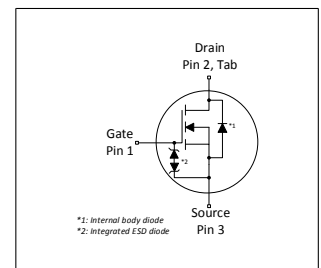 Drain
Pin 2, Tab
*1
Gate
Pin 1
*2
Source
Pin 3
*1: Internal body diode
*2: Integrated ESD diode